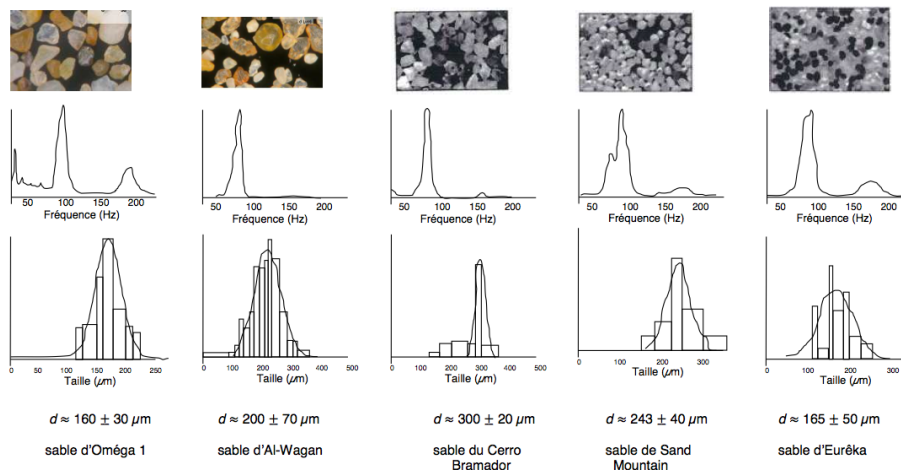 50 100 150 200
Fréquence (Hz)
50 100 150 200
Fréquence (Hz)
50 100 150 200
Fréquence (Hz)
50 100 150 200
Fréquence (Hz)
50 100 150 200
Fréquence (Hz)
0 50 100 150 200 250
Taille (µm)
0 100 200 300 400 500
Taille (µm)
0 100 200 300 400 500
Taille (µm)
0 100 200 300
Taille (µm)
0 100 200 300
Taille (µm)
d ≈ 160 ± 30 µm
d ≈ 200 ± 70 µm
d ≈ 300 ± 20 µm
d ≈ 243 ± 40 µm
d ≈ 165 ± 50 µm
sable d'Oméga 1
sable d'Al-Wagan
sable du Cerro
Bramador
sable de Sand
Mountain
sable d'Eurêka